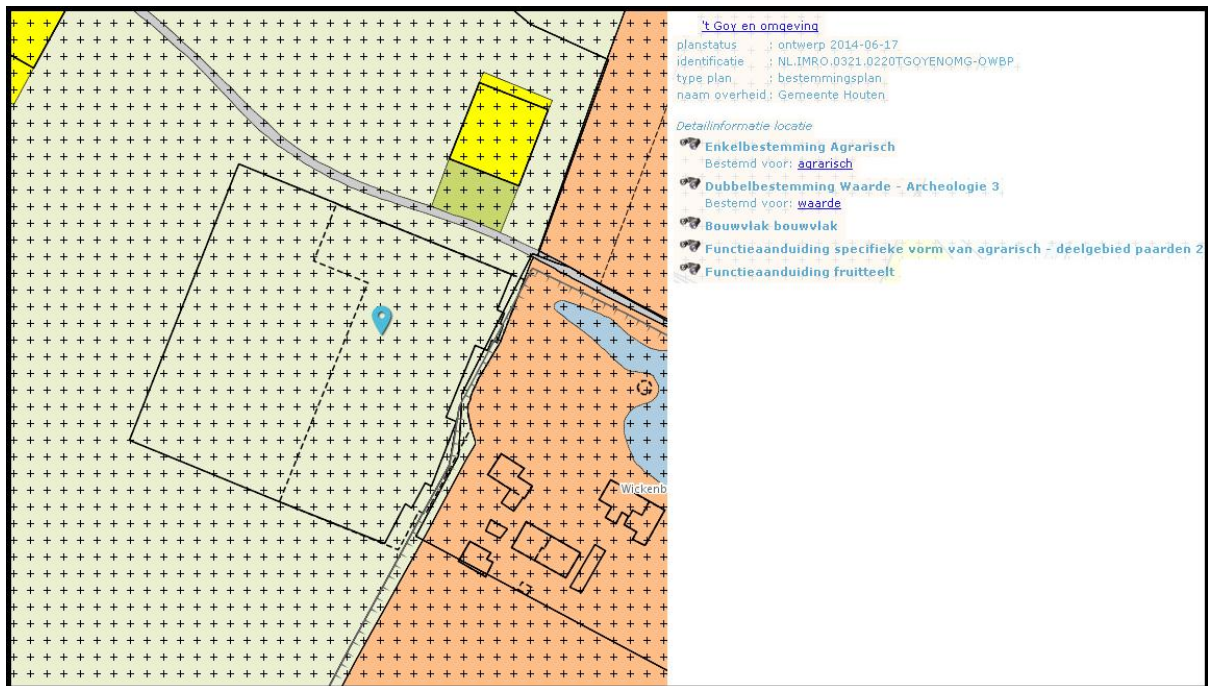 't Goy en omgeving
planstatus : ontwerp 2014-06-17
identificatie : NL.IMRO.0321.0220TGOYENOMG-OWBP
type plan : bestemmingsplan
naam overheid : Gemeente Houten
Detailinformatie locatie
Enkelbestemming Agrarisch
Bestemd voor: agrarisch
Dubbelbestemming Waarde - Archeologie 3
Bestemd voor: waarde
Bouwvlak bouwvlak
Functieaanduiding specifieke vorm van agrarisch - deelgebied paarden 2
Functieaanduiding fruitteelt
Wickenb